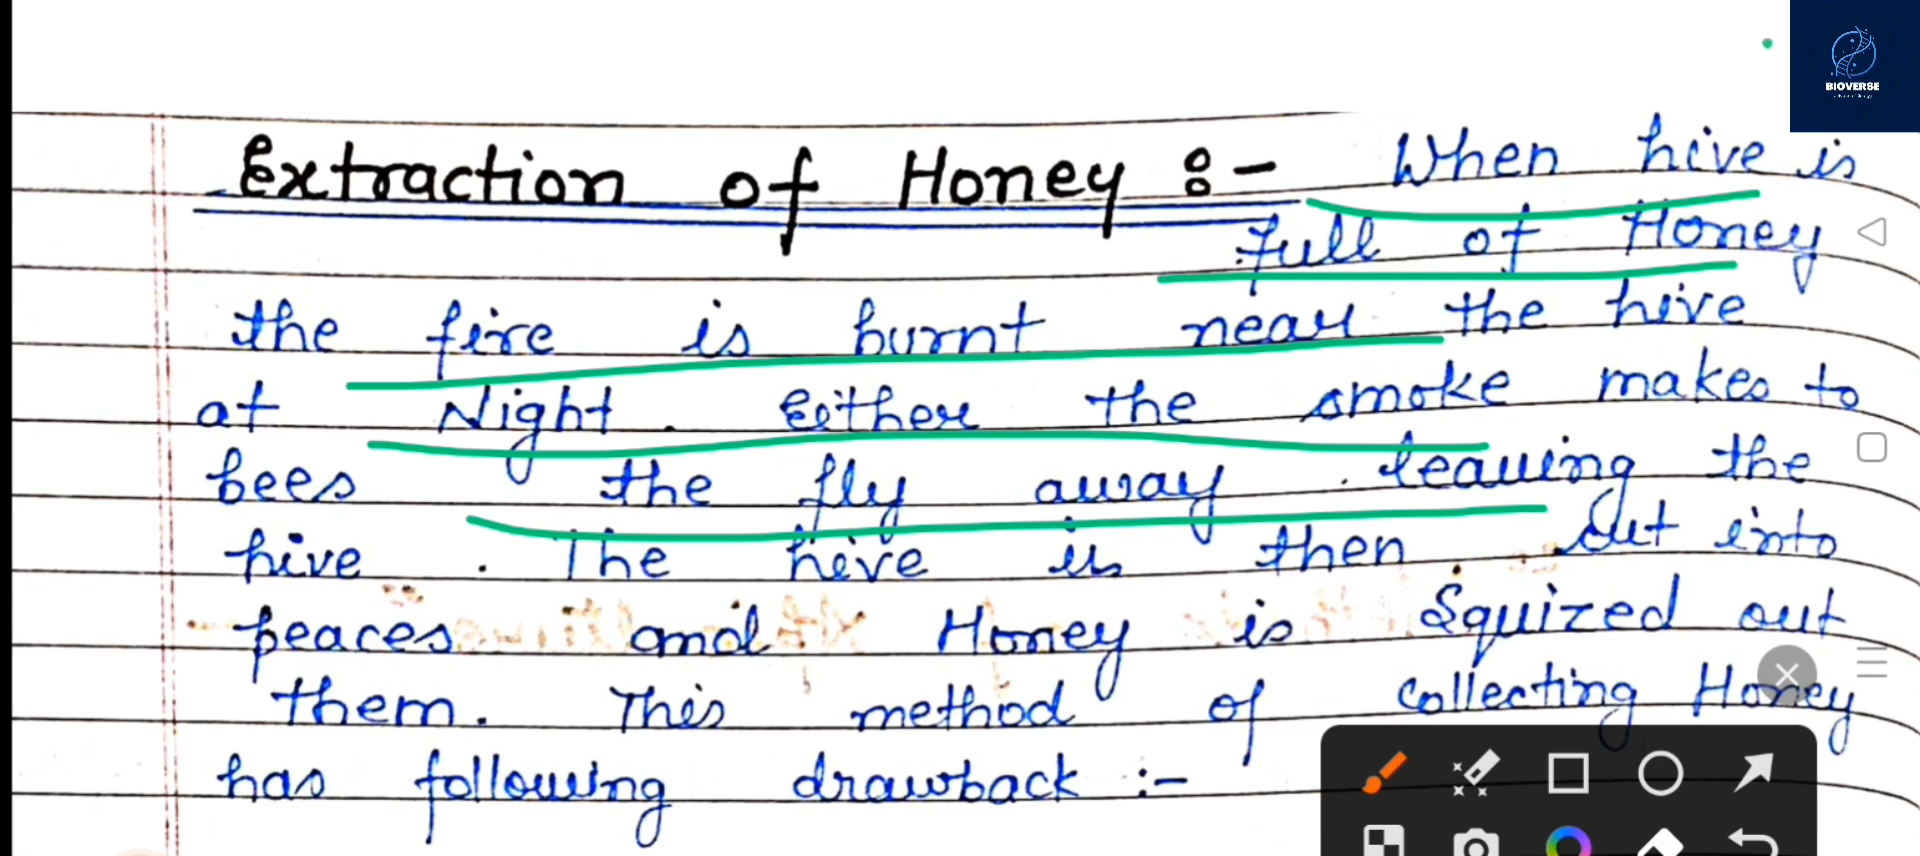 BIOVERSE
Extraction of Honey :- When hive is
full of Honey
the fire is burnt near the hive
at Night . Either the smoke makes to
bees the fly away . leaving the
hive . The hive is then cut into
peaces and Honey is Squized out
them. This method of collecting Honey
has following drawback :-